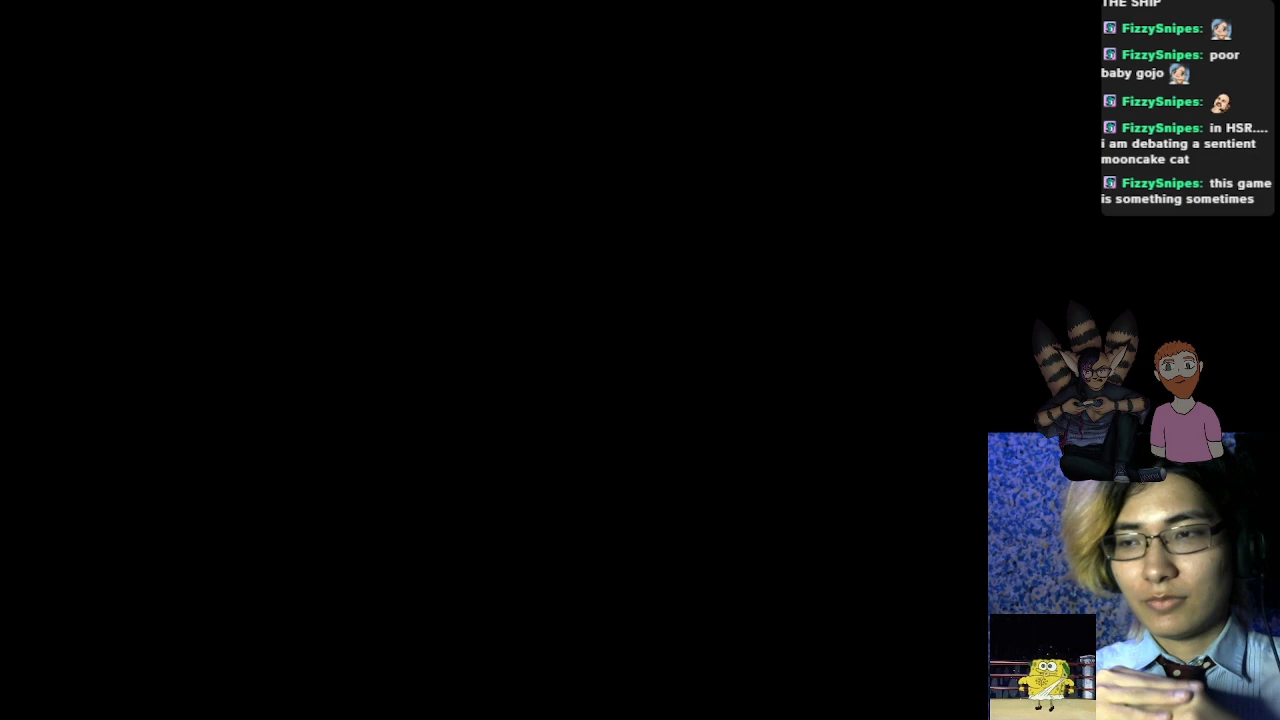 THE SHIP
FizzySnipes:
FizzySnipes: poor
baby gojo
FizzySnipes:
FizzySnipes: in HSR....
i am debating a sentient
mooncake cat
FizzySnipes: this game
is something sometimes